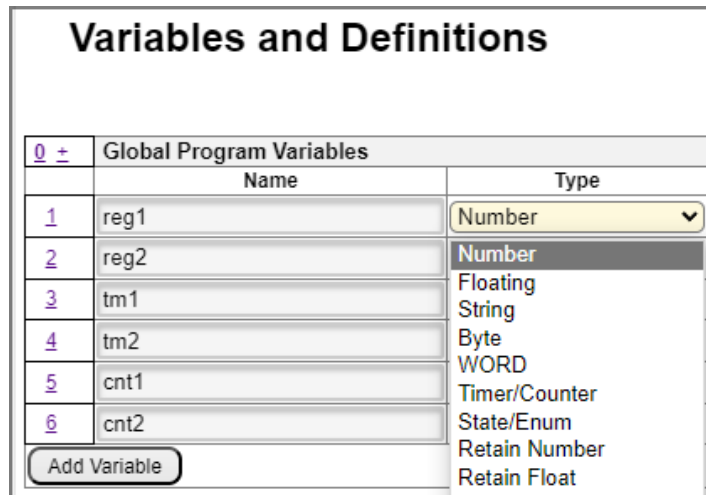 Variables and Definitions
0 + Global Program Variables
Name Type
1 reg1 Number
2 reg2 Number
Floating
3 tm1 String
4 tm2 Byte
WORD
5 cnt1 Timer/Counter
6 cnt2 State/Enum
Retain Number
Add Variable Retain Float